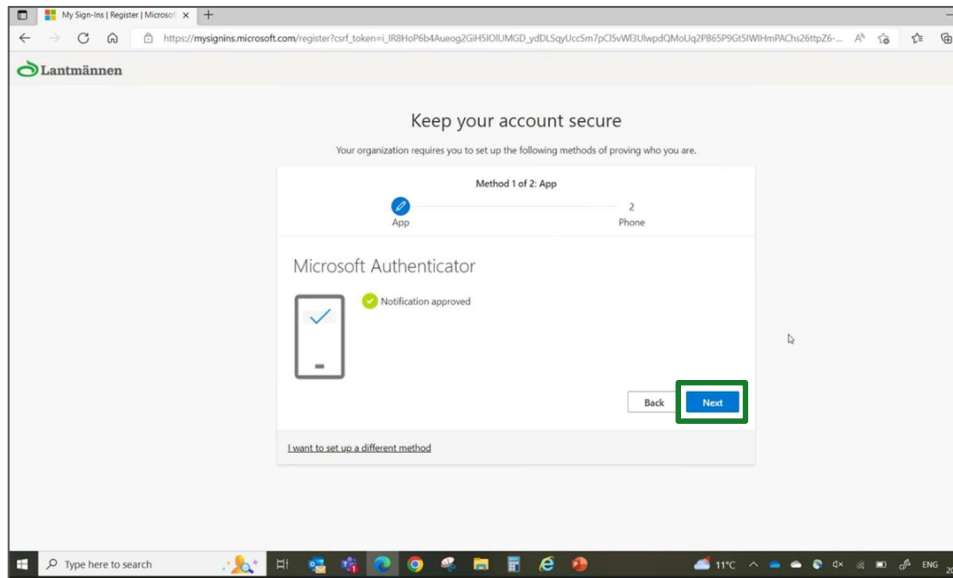 My Sign-Ins | Register | Microsoft
https://mysignins.microsoft.com/register?csrf_token=
Lantmännen
Keep your account secure
Your organization requires you to set up the following methods of proving who you are.
Method 1 of 2: App
App
2
Phone
Microsoft Authenticator
Notification approved
Back
Next
I want to set up a different method
Type here to search
11°C
ENG